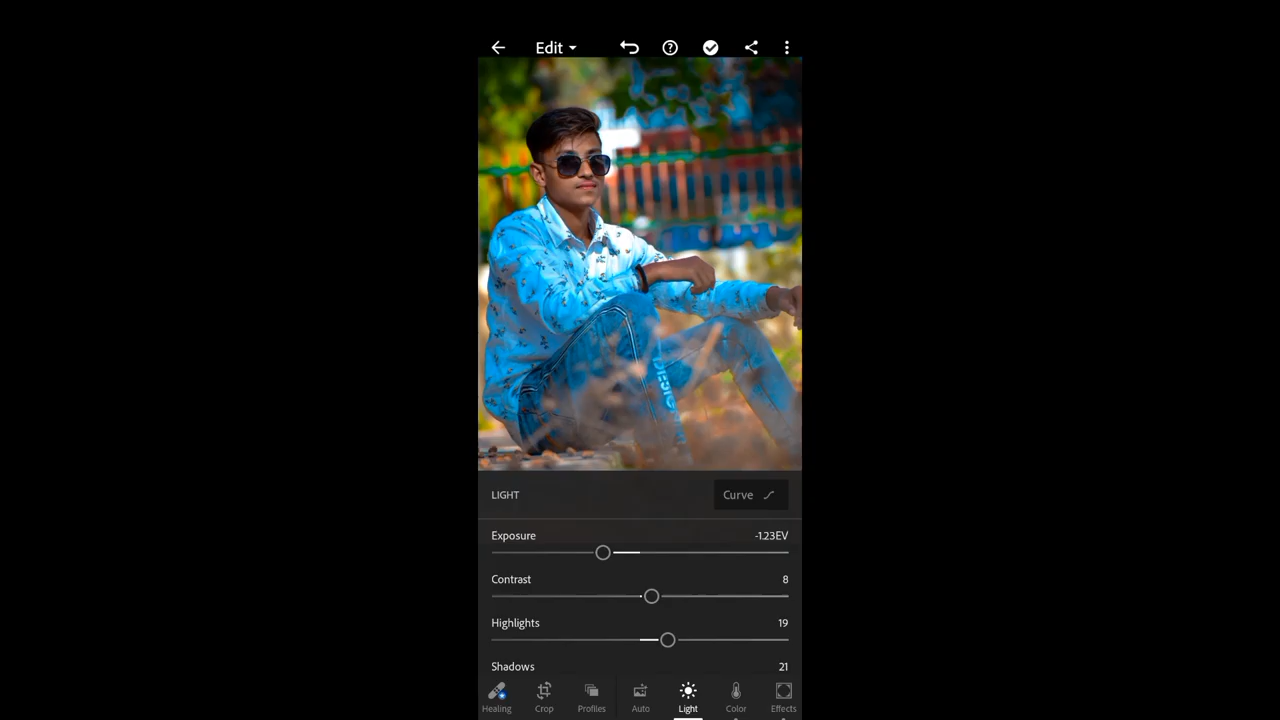 Edit
LIGHT
Curve
Exposure -1.23EV
Contrast 8
Highlights 19
Shadows 21
Healing Crop Profiles Auto Light Color Effects